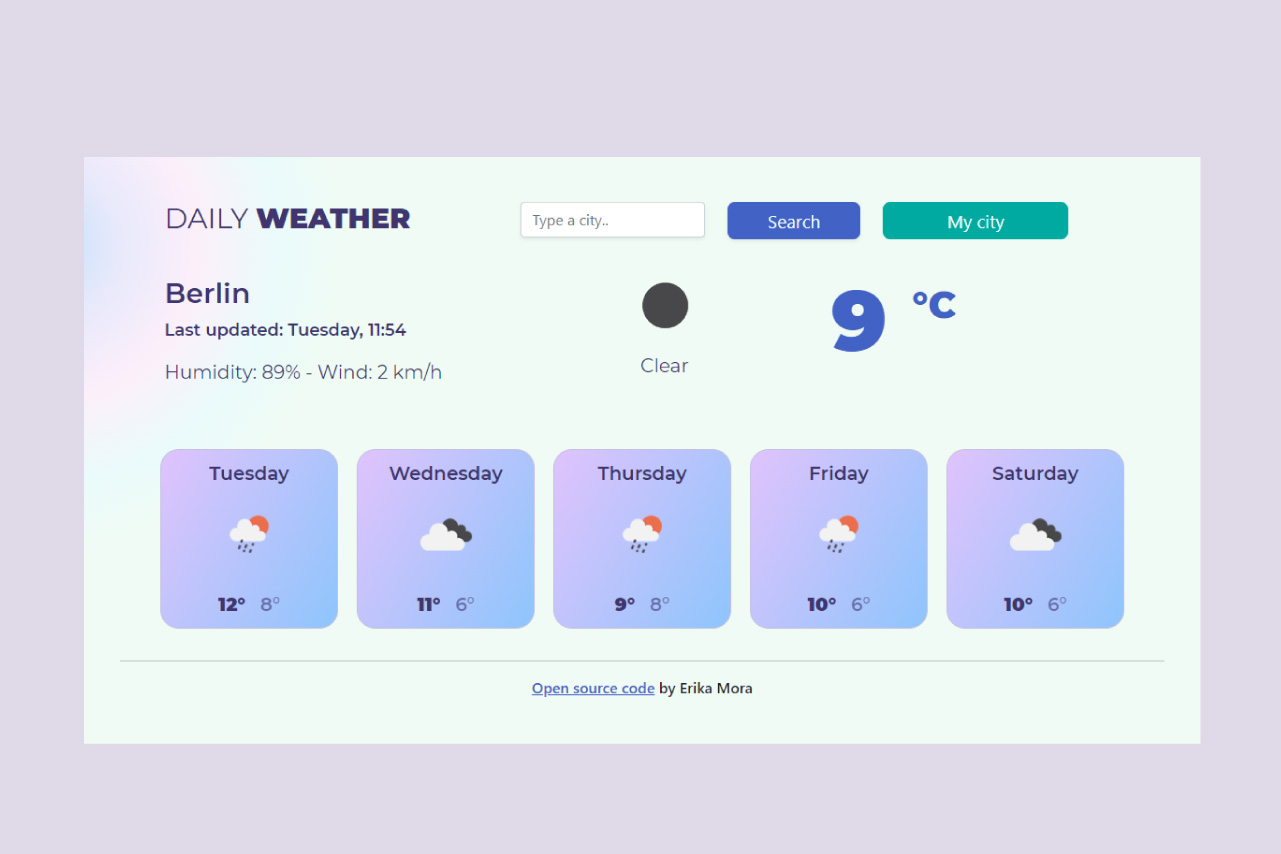 DAILY WEATHER
Type a city..
Search
My city
Berlin
Last updated: Tuesday, 11:54
Humidity: 89% - Wind: 2 km/h
Clear
9 °C
Tuesday
12° 8°
Wednesday
11° 6°
Thursday
9° 8°
Friday
10° 6°
Saturday
10° 6°
Open source code by Erika Mora